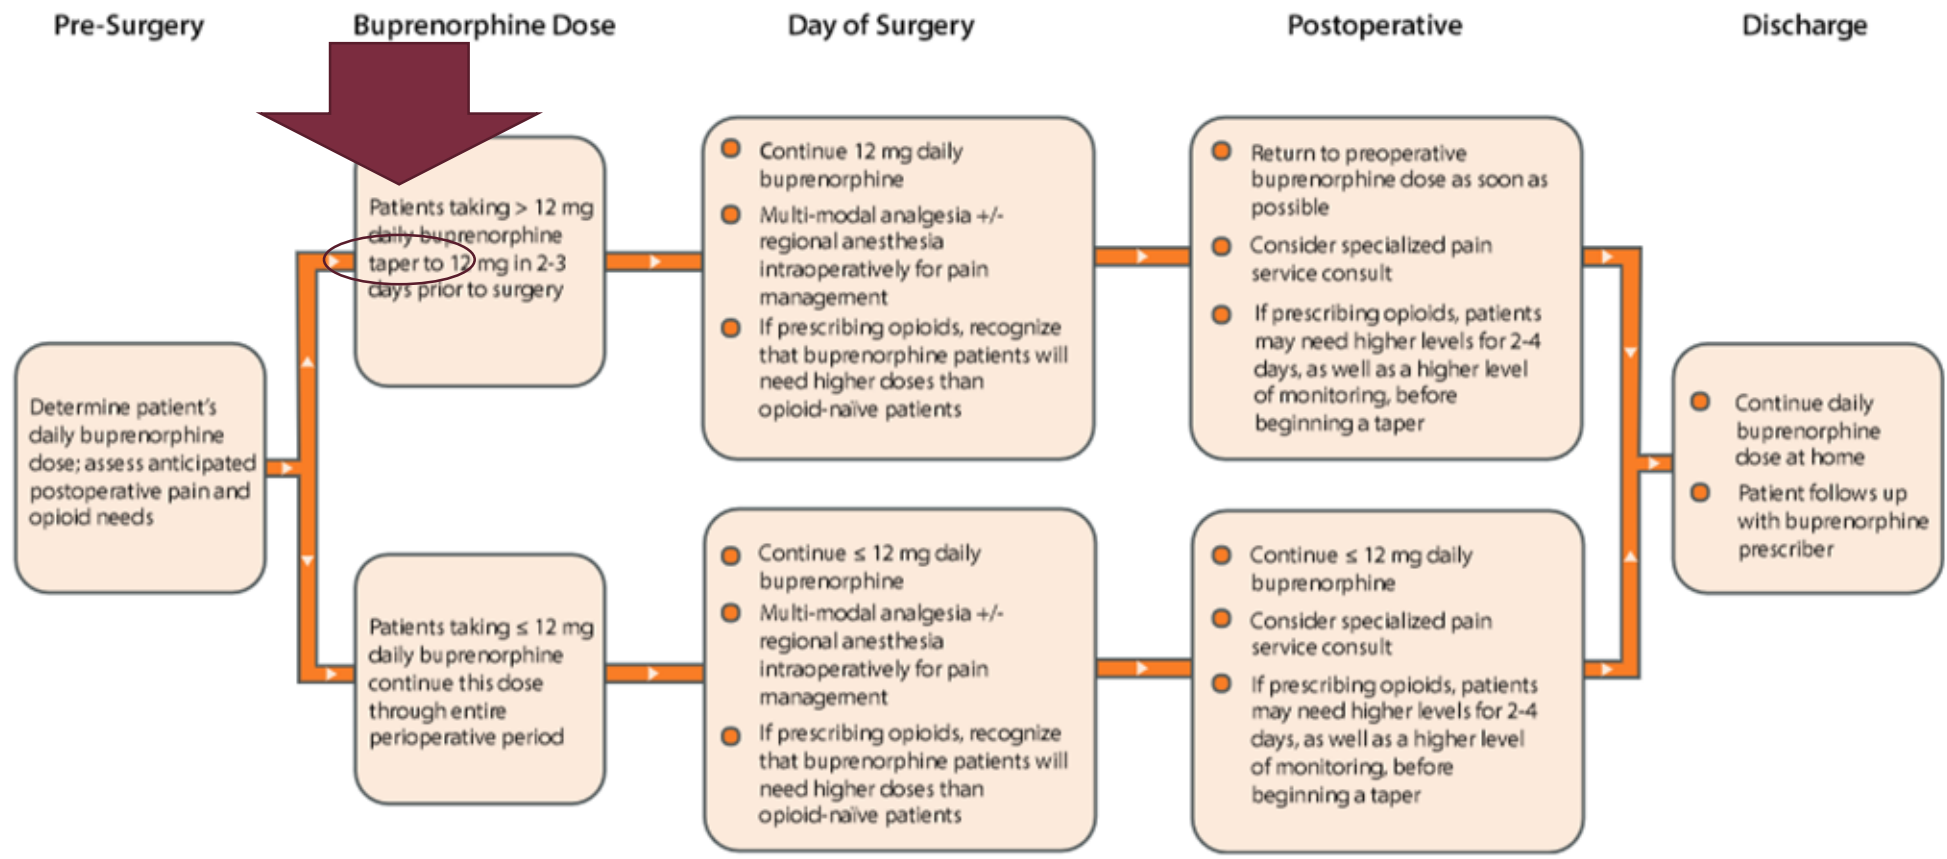 Pre-Surgery
Buprenorphine Dose
Day of Surgery
Postoperative
Discharge
Determine patient's
daily buprenorphine
dose; assess anticipated
postoperative pain and
opioid needs
Patients taking > 12 mg
daily buprenorphine
taper to 12 mg in 2-3
days prior to surgery
Patients taking ≤ 12 mg
daily buprenorphine
continue this dose
through entire
perioperative period
Continue 12 mg daily
buprenorphine
Multi-modal analgesia +/-
regional anesthesia
intraoperatively for pain
management
If prescribing opioids, recognize
that buprenorphine patients will
need higher doses than
opioid-naïve patients
Continue ≤ 12 mg daily
buprenorphine
Multi-modal analgesia +/-
regional anesthesia
intraoperatively for pain
management
If prescribing opioids, recognize
that buprenorphine patients will
need higher doses than
opioid-naïve patients
Return to preoperative
buprenorphine dose as soon as
possible
Consider specialized pain
service consult
If prescribing opioids, patients
may need higher levels for 2-4
days, as well as a higher level
of monitoring, before
beginning a taper
Continue ≤ 12 mg daily
buprenorphine
Consider specialized pain
service consult
If prescribing opioids, patients
may need higher levels for 2-4
days, as well as a higher level
of monitoring, before
beginning a taper
Continue daily
buprenorphine
dose at home
Patient follows up
with buprenorphine
prescriber